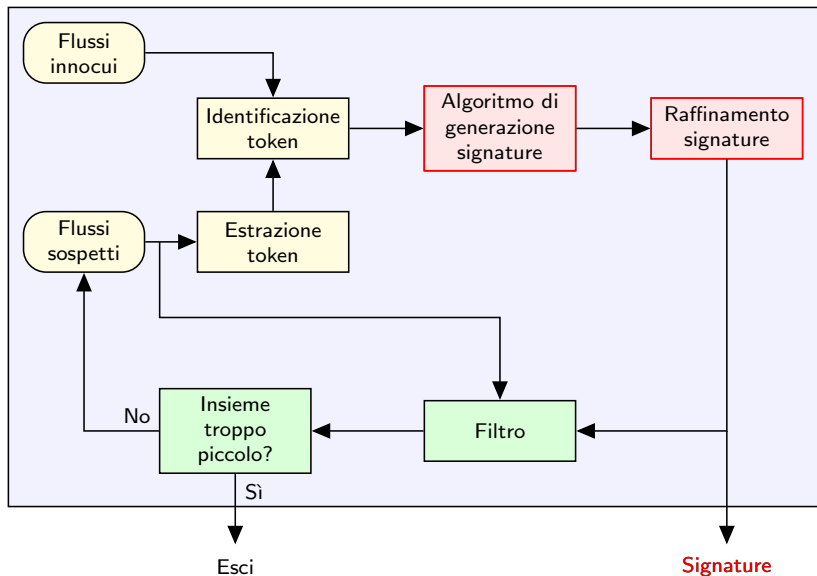 Flussi
innocui
Identificazione
token
Algoritmo di
generazione
signature
Raffinamento
signature
Flussi
sospetti
Estrazione
token
No
Insieme
troppo
piccolo?
Filtro
Sì
Esci
Signature